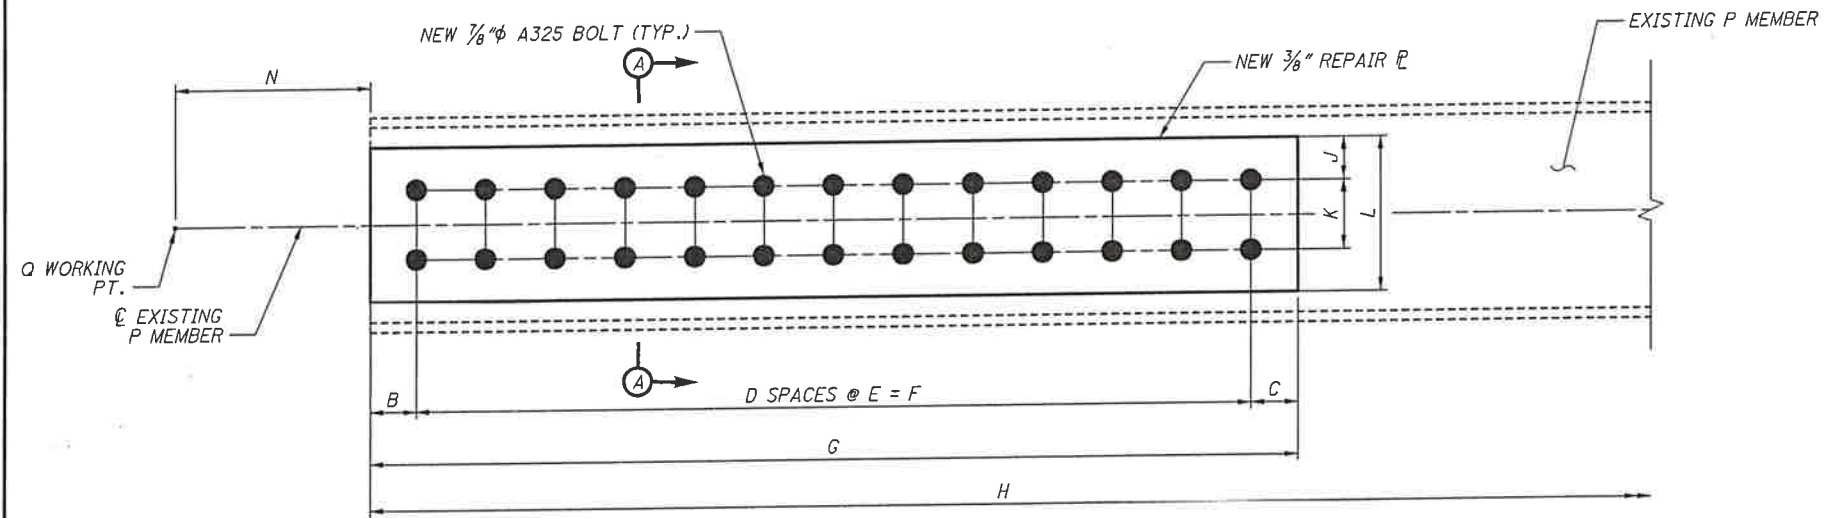 NEW ⅞"φ A325 BOLT (TYP.)
EXISTING P MEMBER
A
NEW ⅜" REPAIR ℄
N
J
K
L
Q WORKING
PT.
℄ EXISTING
P MEMBER
A
B
D SPACES @ E = F
C
G
H